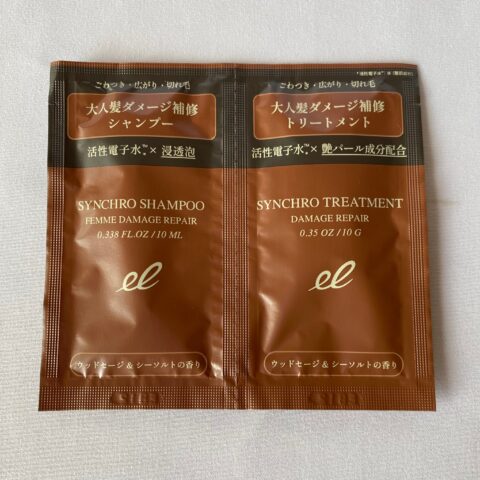 ごわつき・広がり・切れ毛
大人髪ダメージ補修
シャンプー
活性電子水 × 浸透泡
SYNCHRO SHAMPOO
FEMME DAMAGE REPAIR
0.338 FL.OZ / 10 ML
el
ウッドセージ & シーソルトの香り
ごわつき・広がり・切れ毛
大人髪ダメージ補修
トリートメント
活性電子水 × 艶パール成分配合
SYNCHRO TREATMENT
DAMAGE REPAIR
0.35 OZ / 10 G
el
ウッドセージ & シーソルトの香り